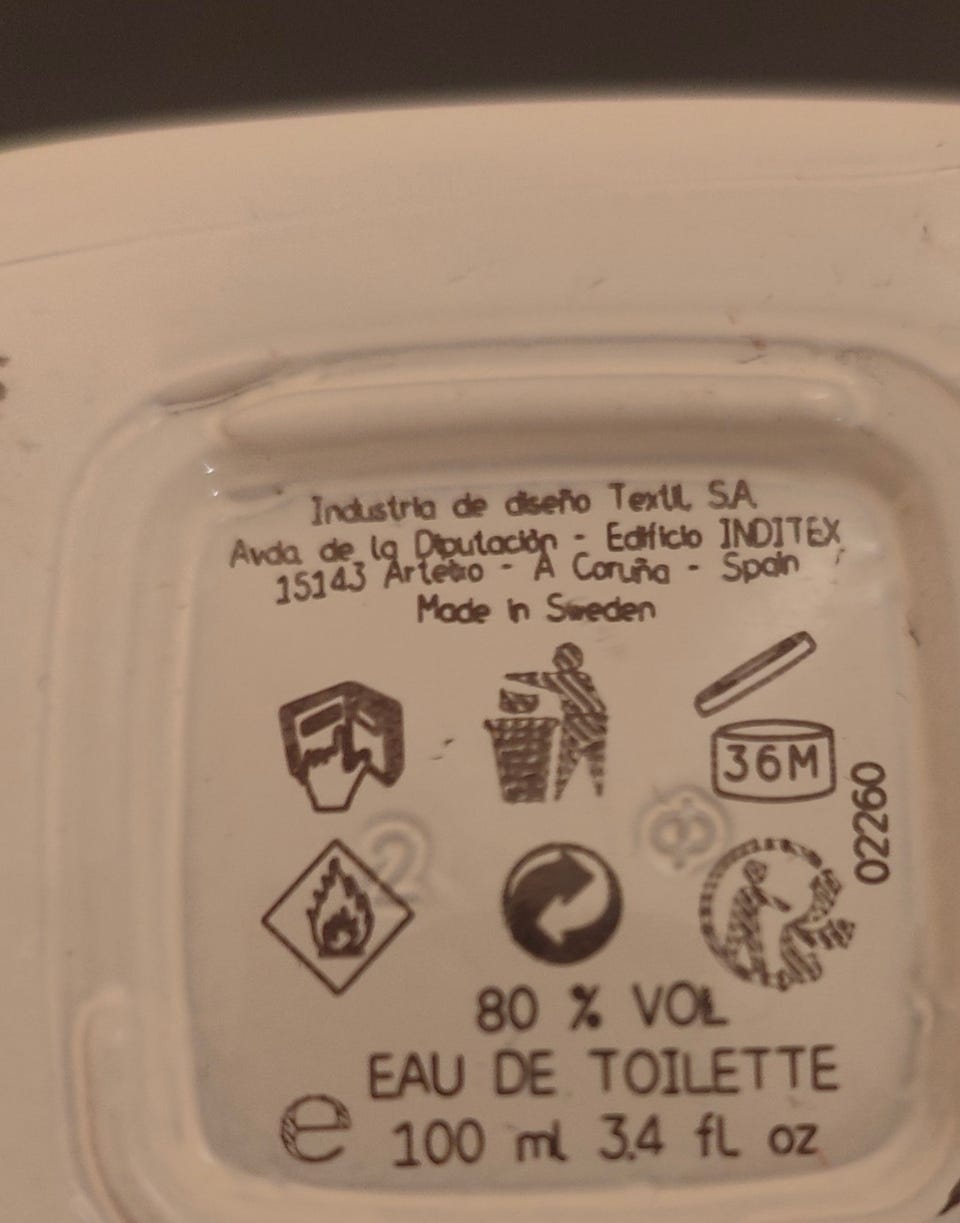 Industria de diseño Textil, S.A.
Avda de la Diputación - Edificio INDITEX
15143 Arteixo - A Coruña - Spain
Made in Sweden
36M
02260
2
80 % VOL
EAU DE TOILETTE
e 100 ml 3,4 fl oz